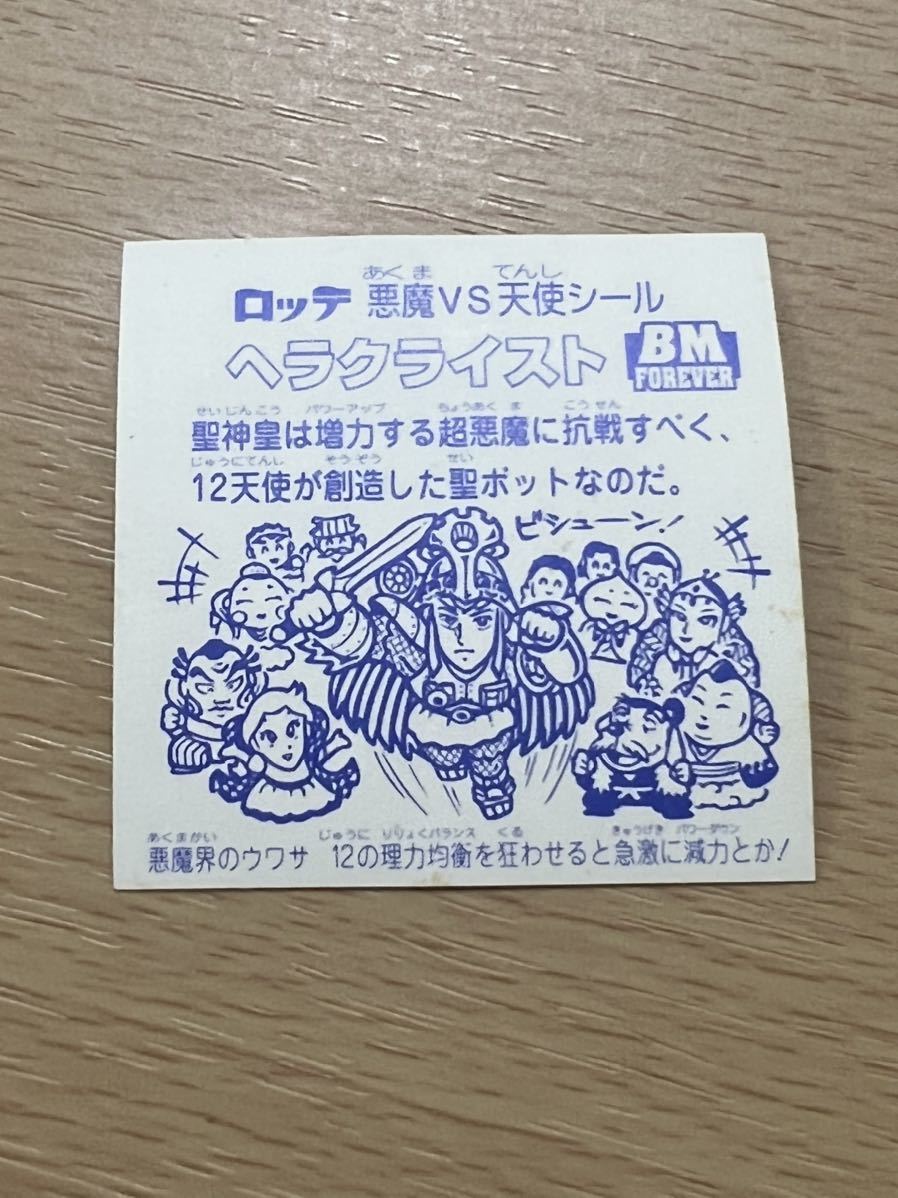 あくま てんし
ロッテ 悪魔VS天使シール
ヘラクライスト BM FOREVER
せいじんこう パワーアップ ちょうあくま こうせん
聖神皇は増力する超悪魔に抗戦すべく、
じゅうにてんし そうぞう せい
12天使が創造した聖ボットなのだ。
ビシューン!
あくまかい じゅうに りりょくバランス くる きゅうげき パワーダウン
悪魔界のウワサ 12の理力均衡を狂わせると急激に減力とか!